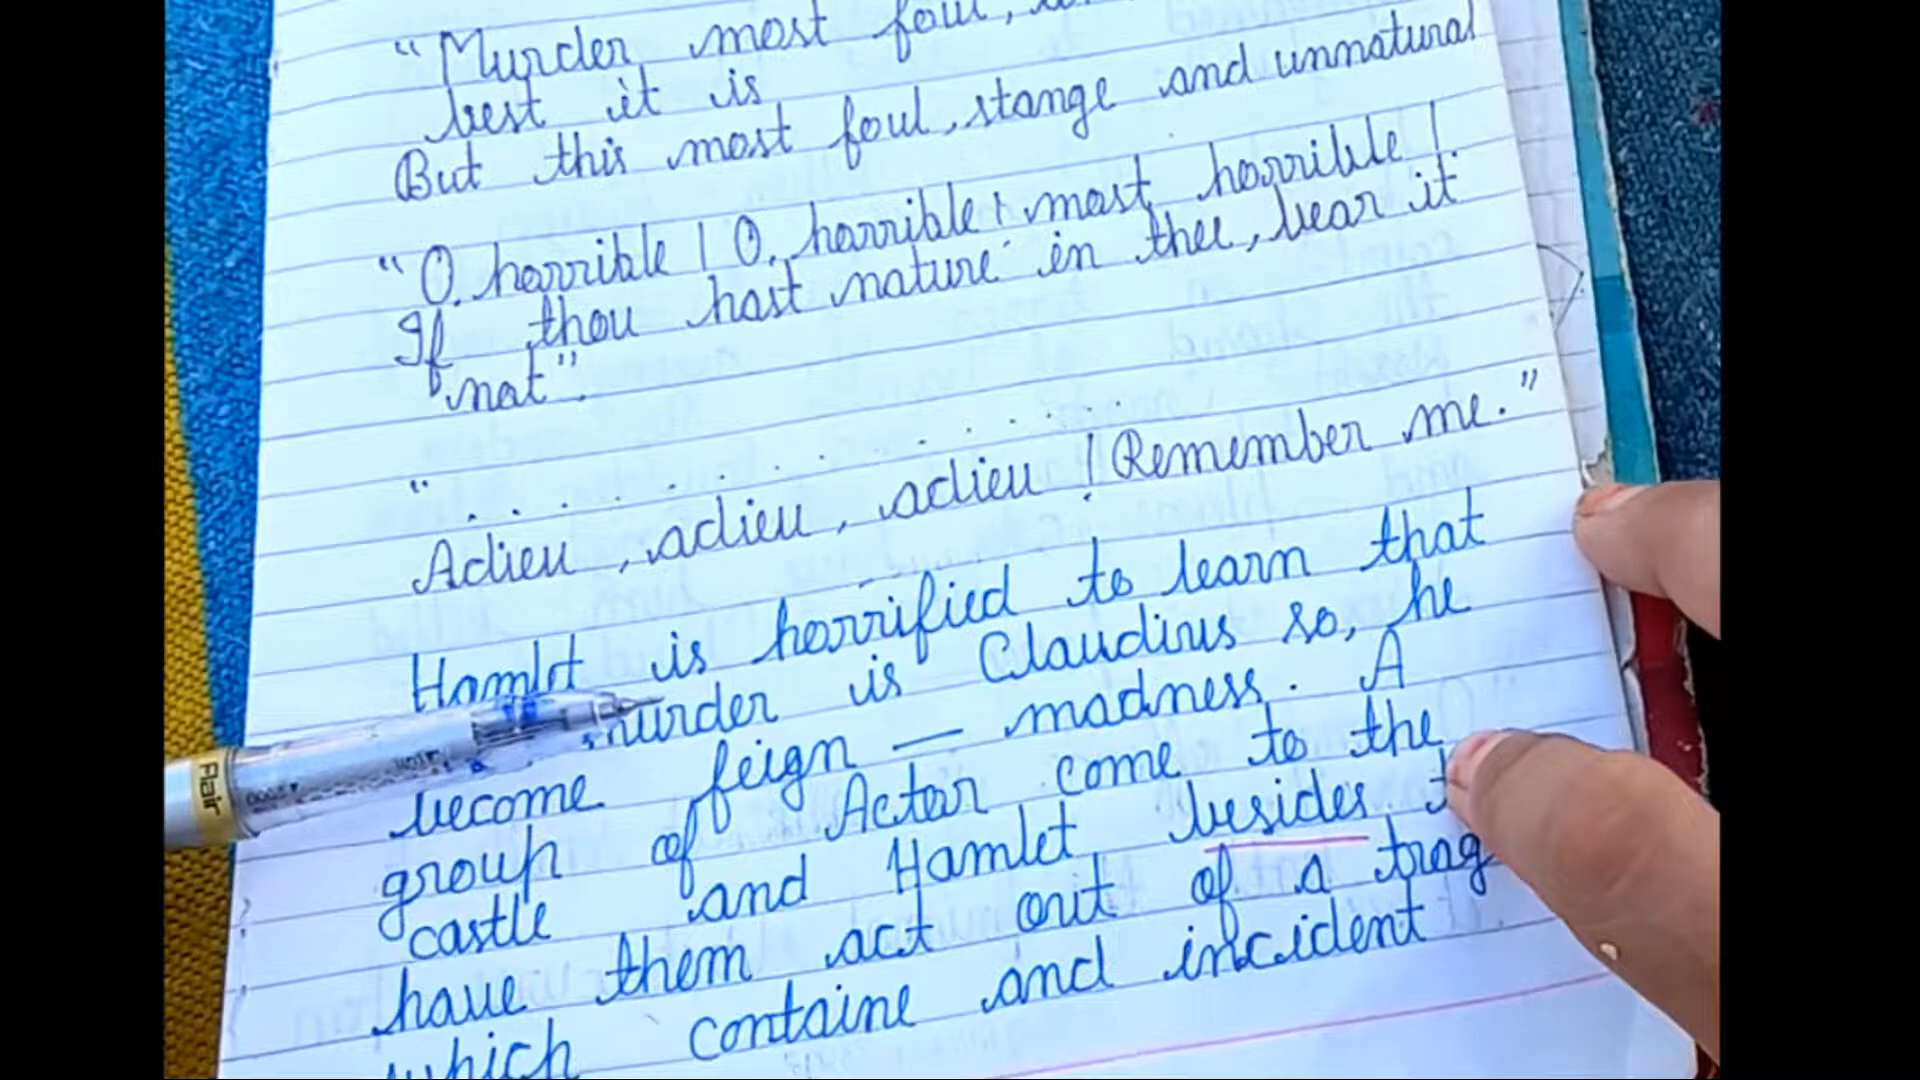 "Murder most foul,
best it is
But this most foul, stange and unnatural
"O, horrible ! O, horrible ! most horrible !
If thou hast nature in thee, bear it
not".
" . . . . . . . . . . . .
Adieu, adieu, adieu ! Remember me."
Hamlet is horrified to learn that
murder is Claudius so, he
become feign — madness. A
group of Actor come to the
castle and Hamlet besides
have them act out of a
which containe and incident
Flair